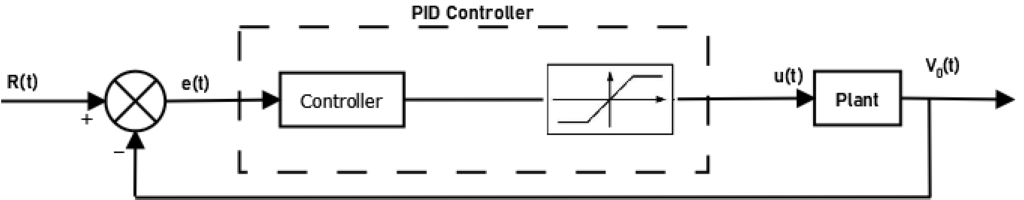 PID Controller
R(t)
+
−
e(t)
Controller
u(t)
Plant
V₀(t)